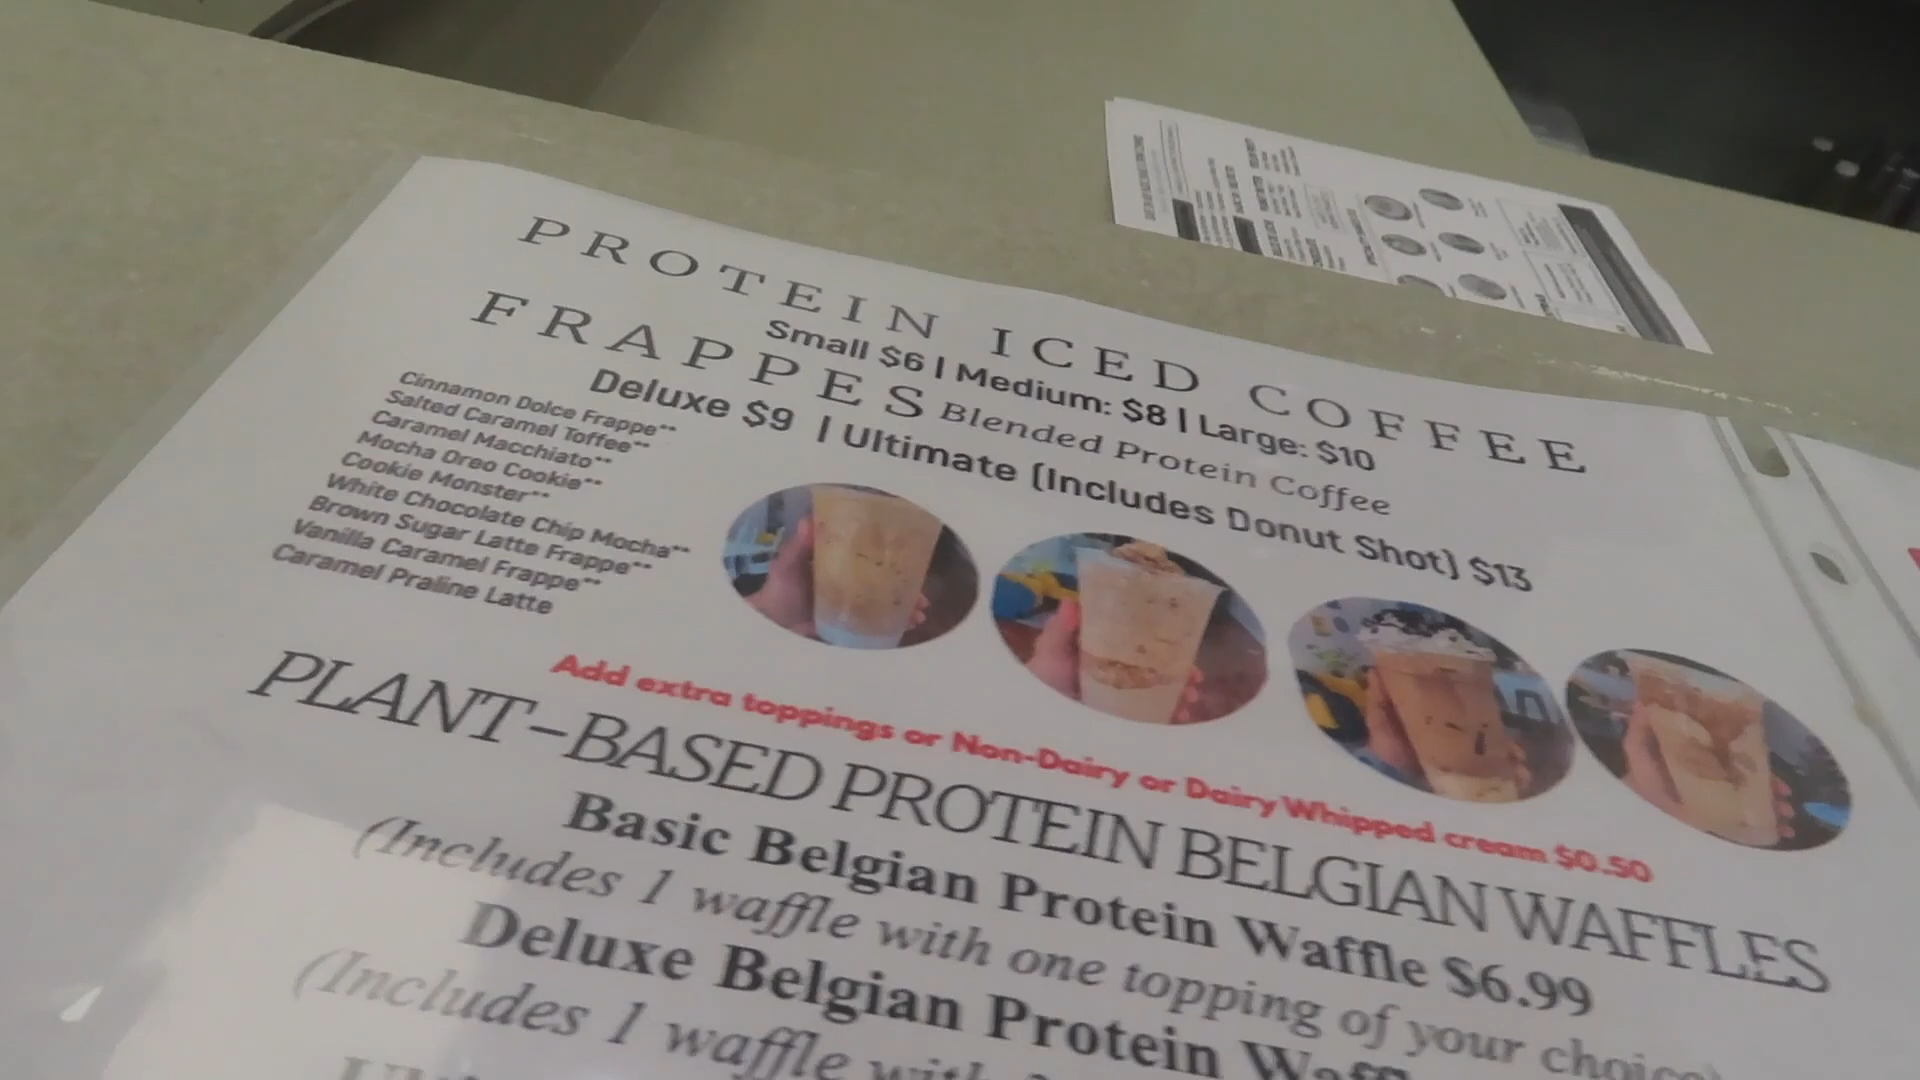 PROTEIN ICED COFFEE
Small $6 | Medium: $8 | Large: $10
FRAPPES Blended Protein Coffee
Deluxe $9 | Ultimate (Includes Donut Shot) $13
Cinnamon Dolce Frappe**
Salted Caramel Toffee**
Caramel Macchiato**
Mocha Oreo Cookie**
Cookie Monster**
White Chocolate Chip Mocha**
Brown Sugar Latte Frappe**
Vanilla Caramel Frappe**
Caramel Praline Latte
Add extra toppings or Non-Dairy or Dairy Whipped cream $0.50
PLANT-BASED PROTEIN BELGIAN WAFFLES
Basic Belgian Protein Waffle $6.99
(Includes 1 waffle with one topping of your choice)
Deluxe Belgian Protein
(Includes 1 waffle with